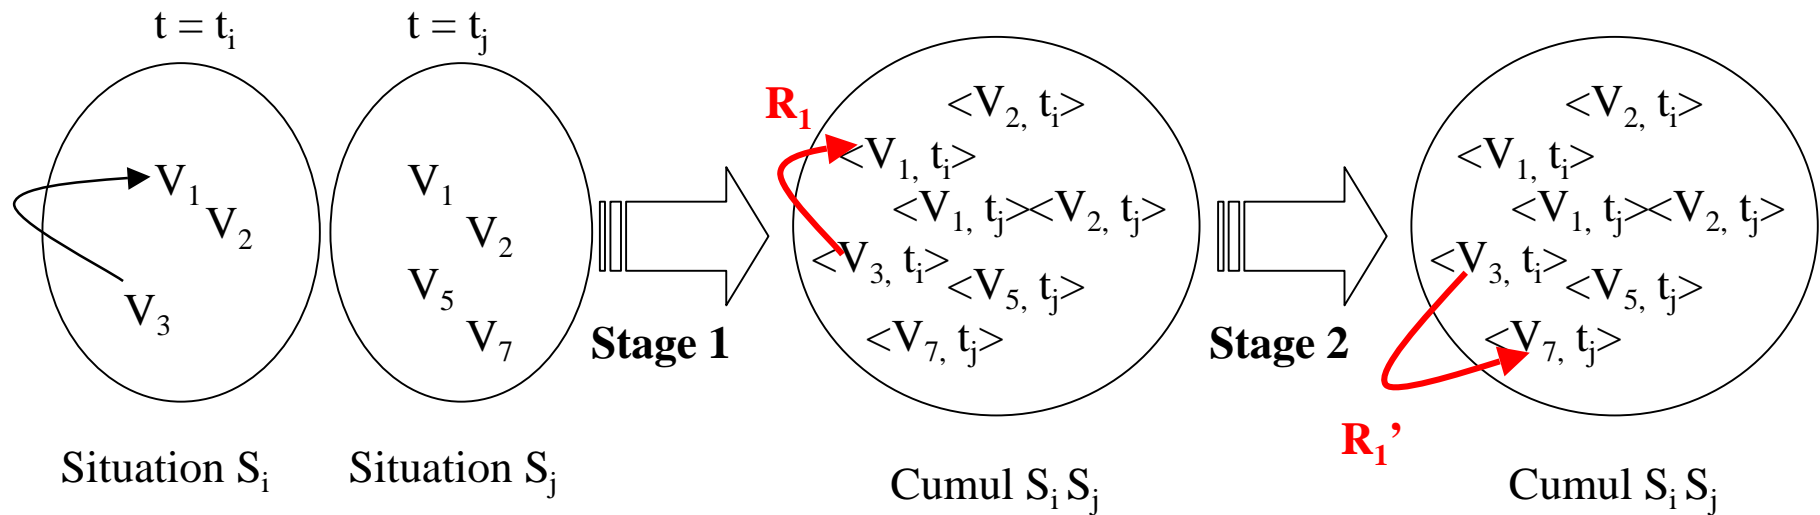 t = tᵢ
t = tⱼ
V₁
V₂
V₃
Situation Sᵢ
V₁
V₂
V₅
V₇
Situation Sⱼ
Stage 1
R₁
<V₂, tᵢ>
<V₁, tᵢ>
<V₁, tⱼ><V₂, tⱼ>
<V₃, tᵢ>
<V₅, tⱼ>
<V₇, tⱼ>
Cumul Sᵢ Sⱼ
Stage 2
<V₂, tᵢ>
<V₁, tᵢ>
<V₁, tⱼ><V₂, tⱼ>
<V₃, tᵢ>
<V₅, tⱼ>
<V₇, tⱼ>
R₁’
Cumul Sᵢ Sⱼ